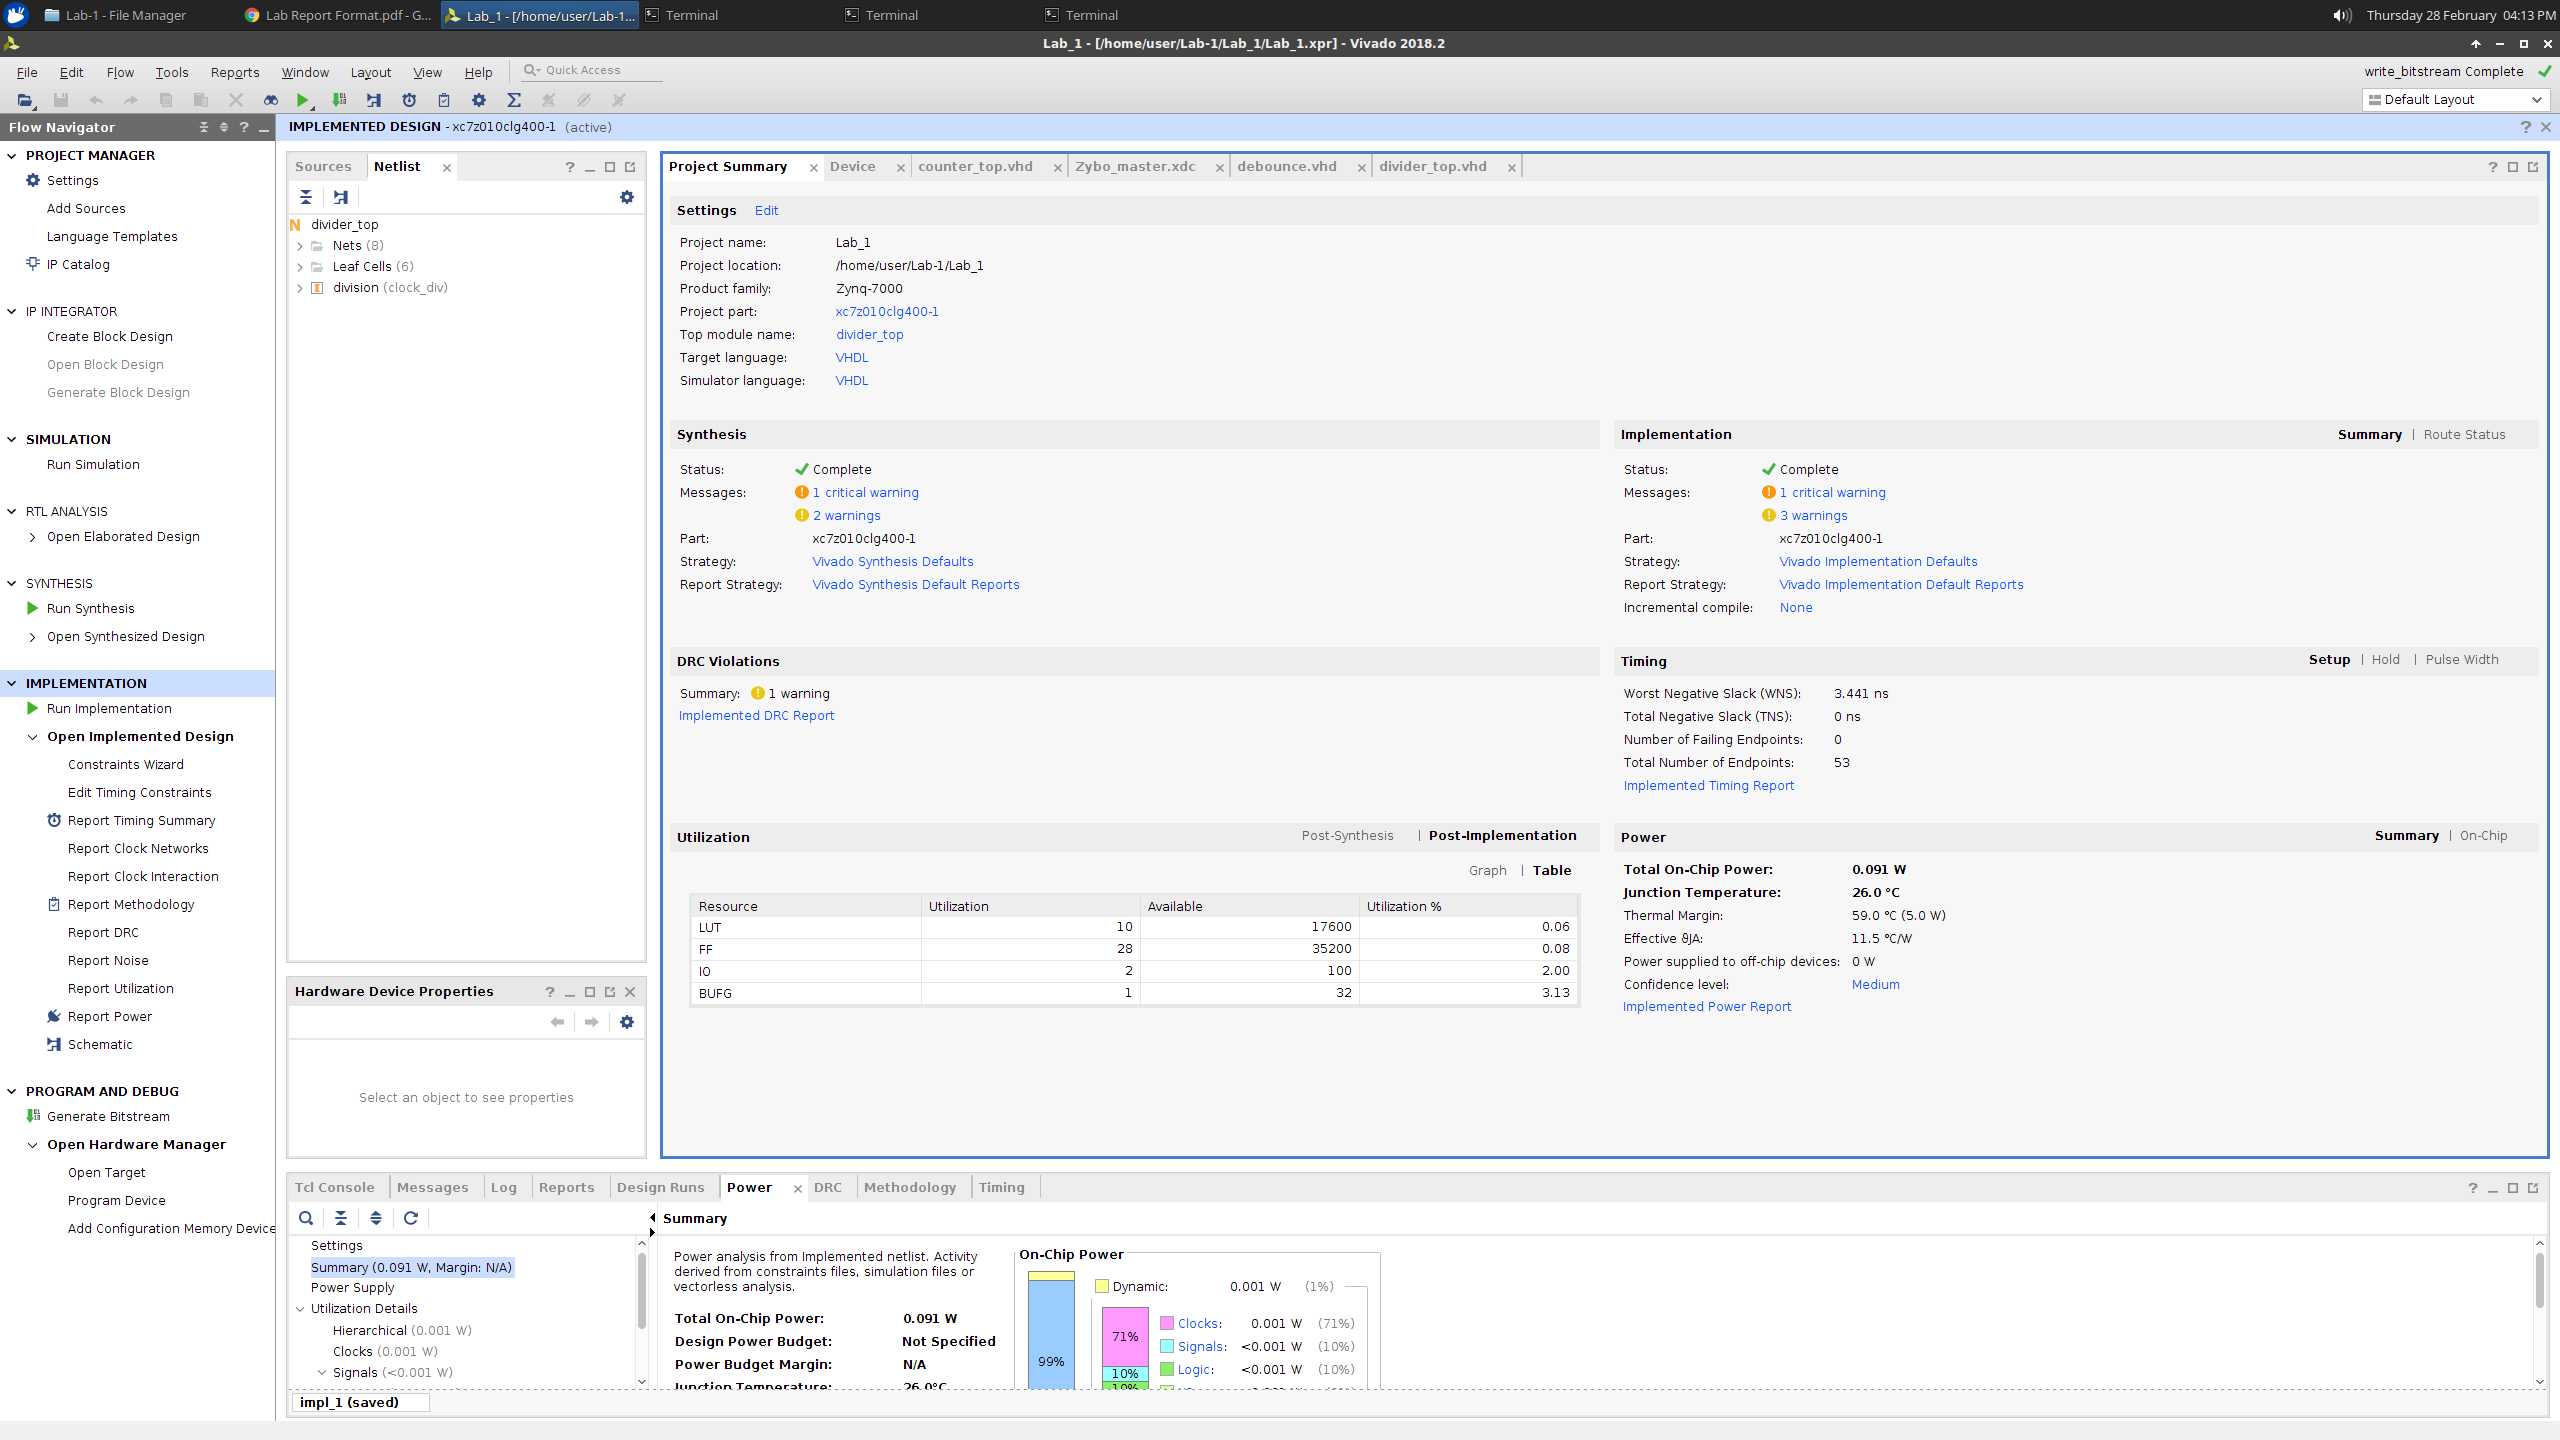 Lab-1 - File Manager
Lab Report Format.pdf - G...
Lab_1 - [/home/user/Lab-1...
Terminal
Terminal
Terminal
Thursday 28 February 04:13 PM
Lab_1 - [/home/user/Lab-1/Lab_1/Lab_1.xpr] - Vivado 2018.2
File Edit Flow Tools Reports Window Layout View Help
Quick Access
write_bitstream Complete
Default Layout
Flow Navigator
IMPLEMENTED DESIGN - xc7z010clg400-1 (active)
PROJECT MANAGER
Settings
Add Sources
Language Templates
IP Catalog
IP INTEGRATOR
Create Block Design
Open Block Design
Generate Block Design
SIMULATION
Run Simulation
RTL ANALYSIS
Open Elaborated Design
SYNTHESIS
Run Synthesis
Open Synthesized Design
IMPLEMENTATION
Run Implementation
Open Implemented Design
Constraints Wizard
Edit Timing Constraints
Report Timing Summary
Report Clock Networks
Report Clock Interaction
Report Methodology
Report DRC
Report Noise
Report Utilization
Report Power
Schematic
PROGRAM AND DEBUG
Generate Bitstream
Open Hardware Manager
Open Target
Program Device
Add Configuration Memory Device
Sources Netlist
divider_top
Nets (8)
Leaf Cells (6)
division (clock_div)
Hardware Device Properties
Select an object to see properties
Project Summary Device counter_top.vhd Zybo_master.xdc debounce.vhd divider_top.vhd
Settings Edit
Project name: Lab_1
Project location: /home/user/Lab-1/Lab_1
Product family: Zynq-7000
Project part: xc7z010clg400-1
Top module name: divider_top
Target language: VHDL
Simulator language: VHDL
Synthesis
Status: Complete
Messages: 1 critical warning
2 warnings
Part: xc7z010clg400-1
Strategy: Vivado Synthesis Defaults
Report Strategy: Vivado Synthesis Default Reports
Implementation Summary | Route Status
Status: Complete
Messages: 1 critical warning
3 warnings
Part: xc7z010clg400-1
Strategy: Vivado Implementation Defaults
Report Strategy: Vivado Implementation Default Reports
Incremental compile: None
DRC Violations
Summary: 1 warning
Implemented DRC Report
Timing Setup | Hold | Pulse Width
Worst Negative Slack (WNS): 3.441 ns
Total Negative Slack (TNS): 0 ns
Number of Failing Endpoints: 0
Total Number of Endpoints: 53
Implemented Timing Report
Utilization Post-Synthesis | Post-Implementation
Graph | Table
Resource Utilization Available Utilization %
LUT 10 17600 0.06
FF 28 35200 0.08
IO 2 100 2.00
BUFG 1 32 3.13
Power Summary | On-Chip
Total On-Chip Power: 0.091 W
Junction Temperature: 26.0 °C
Thermal Margin: 59.0 °C (5.0 W)
Effective ϑJA: 11.5 °C/W
Power supplied to off-chip devices: 0 W
Confidence level: Medium
Implemented Power Report
Tcl Console Messages Log Reports Design Runs Power DRC Methodology Timing
Settings
Summary (0.091 W, Margin: N/A)
Power Supply
Utilization Details
Hierarchical (0.001 W)
Clocks (0.001 W)
Signals (<0.001 W)
Summary
Power analysis from Implemented netlist. Activity
derived from constraints files, simulation files or
vectorless analysis.
Total On-Chip Power: 0.091 W
Design Power Budget: Not Specified
Power Budget Margin: N/A
Junction Temperature: 26.0°C
On-Chip Power
99%
Dynamic: 0.001 W (1%)
71%
10%
10%
Clocks: 0.001 W (71%)
Signals: <0.001 W (10%)
Logic: <0.001 W (10%)
impl_1 (saved)